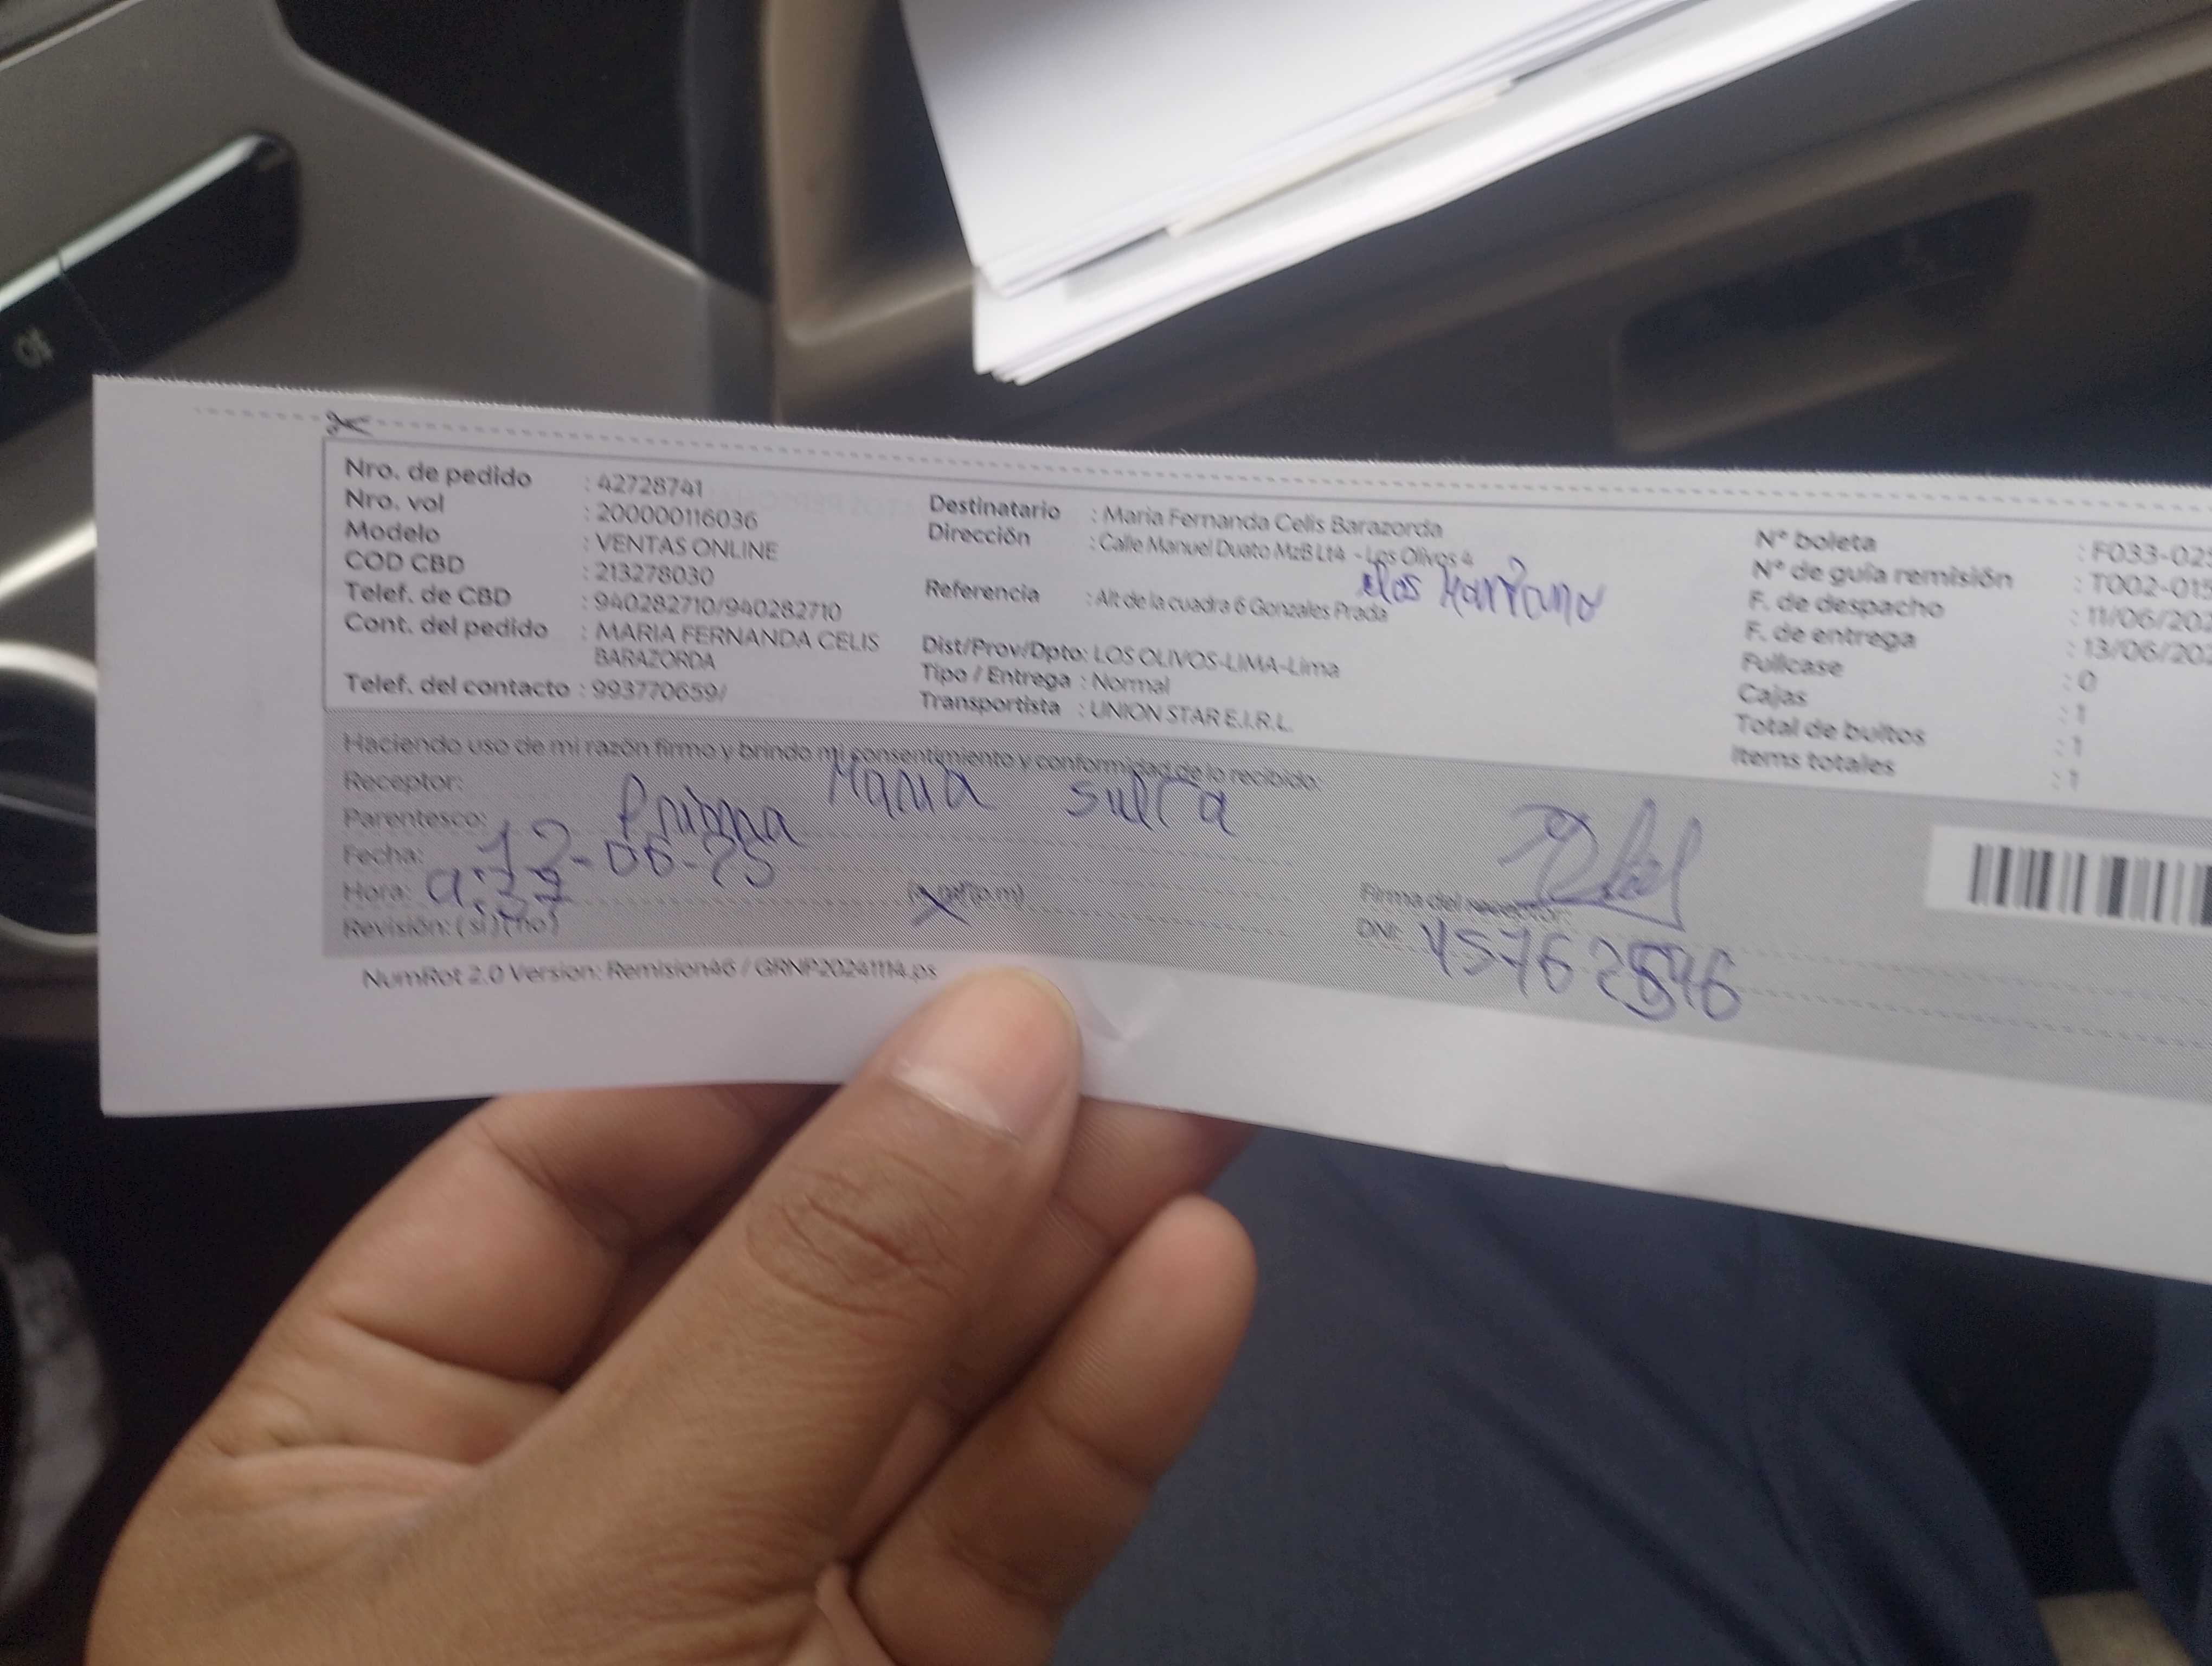 Nro. de pedido : 42728741
Nro. vol : 200000116036
Modelo : VENTAS ONLINE
COD CBD : 213278030
Telef. de CBD : 940282710/940282710
Cont. del pedido : MARIA FERNANDA CELIS
BARAZORDA
Telef. del contacto : 993770659/
Destinatario : Maria Fernanda Celis Barazorda
Dirección : Calle Manuel Duato MzB Lt4 - Los Olivos 4
Referencia : Alt de la cuadra 6 Gonzales Prada
Dist/Prov/Dpto: LOS OLIVOS-LIMA-Lima
Tipo / Entrega : Normal
Transportista : UNION STAR E.I.R.L.
N° boleta : F033-025
N° de guía remisión : T002-015
F. de despacho : 11/06/202
F. de entrega : 13/06/202
Fullcase : 0
Cajas : 1
Total de bultos : 1
Items totales : 1
Haciendo uso de mi razón firmo y brindo mi consentimiento y conformidad de lo recibido:
Receptor: Maria Sulca
Parentesco: Prima
Fecha: -06-25
Hora: (a.m)(p.m)
Revisión: (si)(no)
Firma del receptor:
DNI:
NumRot 2.0 Version: Remision46 / GRNP20241114.ps